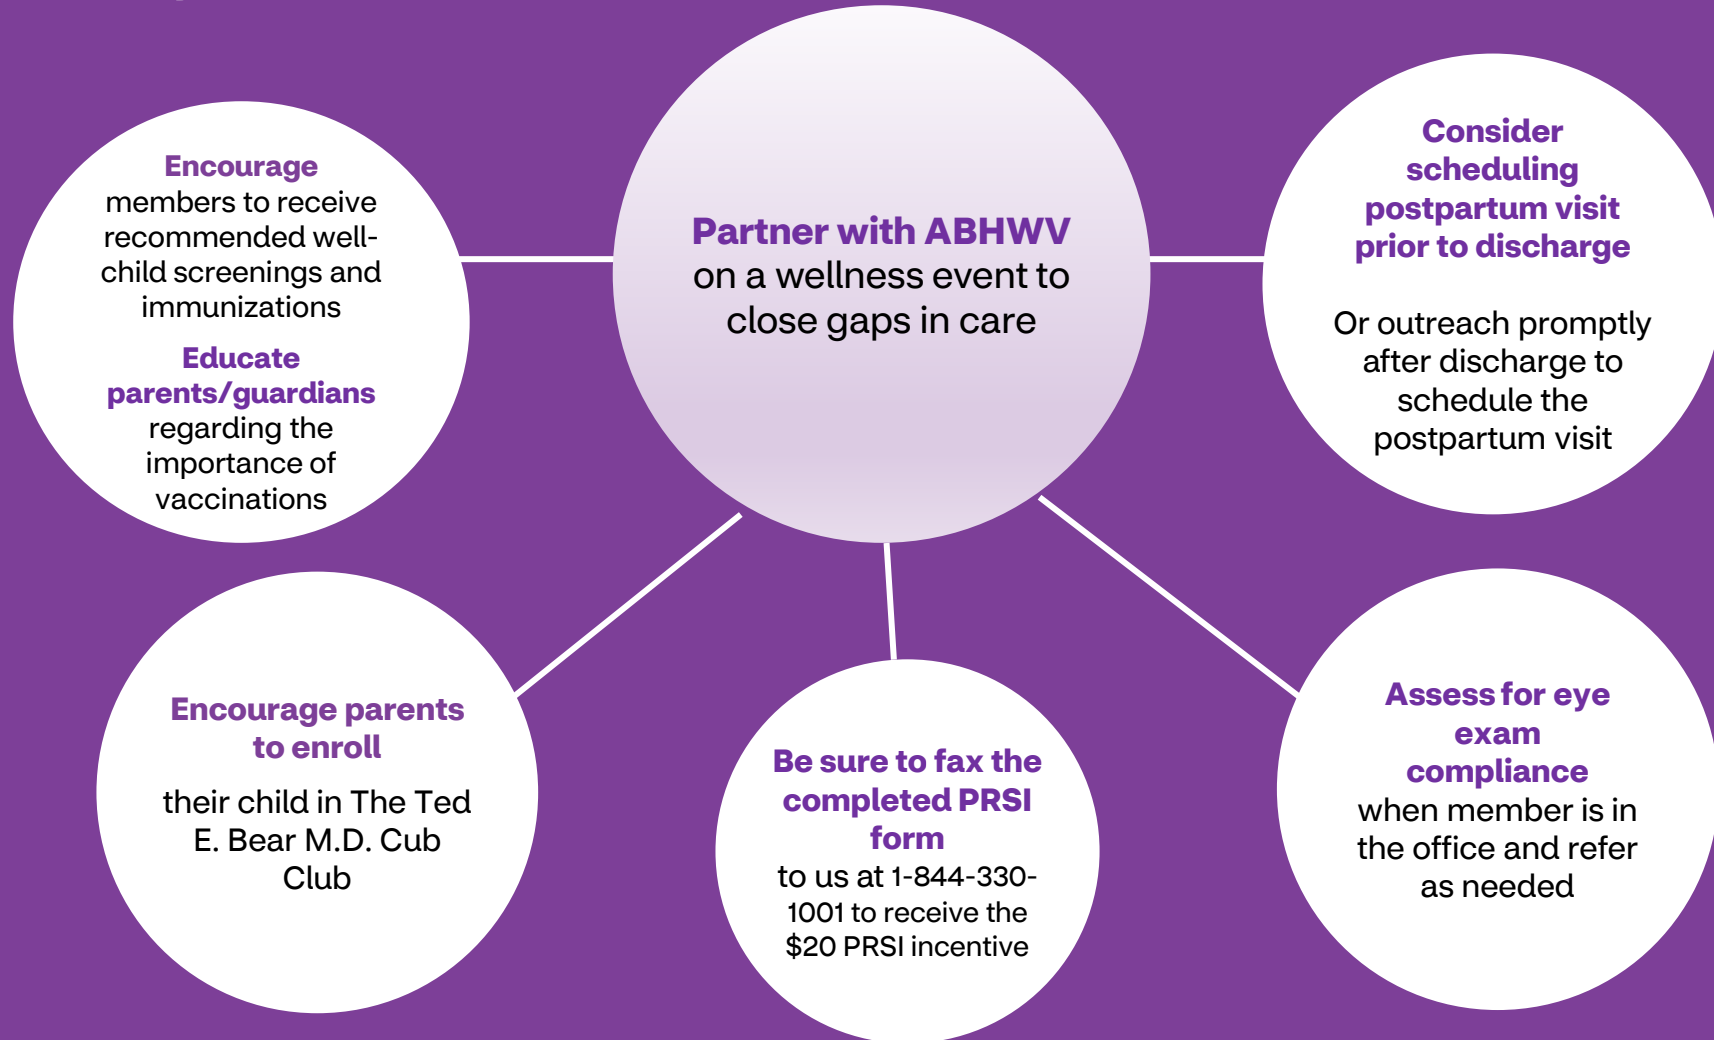 Encourage
members to receive
recommended well-
child screenings and
immunizations
Educate
parents/guardians
regarding the
importance of
vaccinations
Partner with ABHWV
on a wellness event to
close gaps in care
Consider
scheduling
postpartum visit
prior to discharge
Or outreach promptly
after discharge to
schedule the
postpartum visit
Encourage parents
to enroll
their child in The Ted
E. Bear M.D. Cub
Club
Be sure to fax the
completed PRSI
form
to us at 1-844-330-
1001 to receive the
$20 PRSI incentive
Assess for eye
exam
compliance
when member is in
the office and refer
as needed